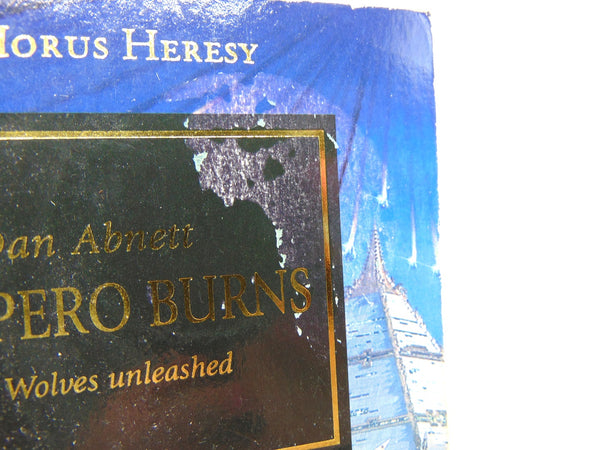 HORUS HERESY
Dan Abnett
PERO BURNS
Wolves unleashed